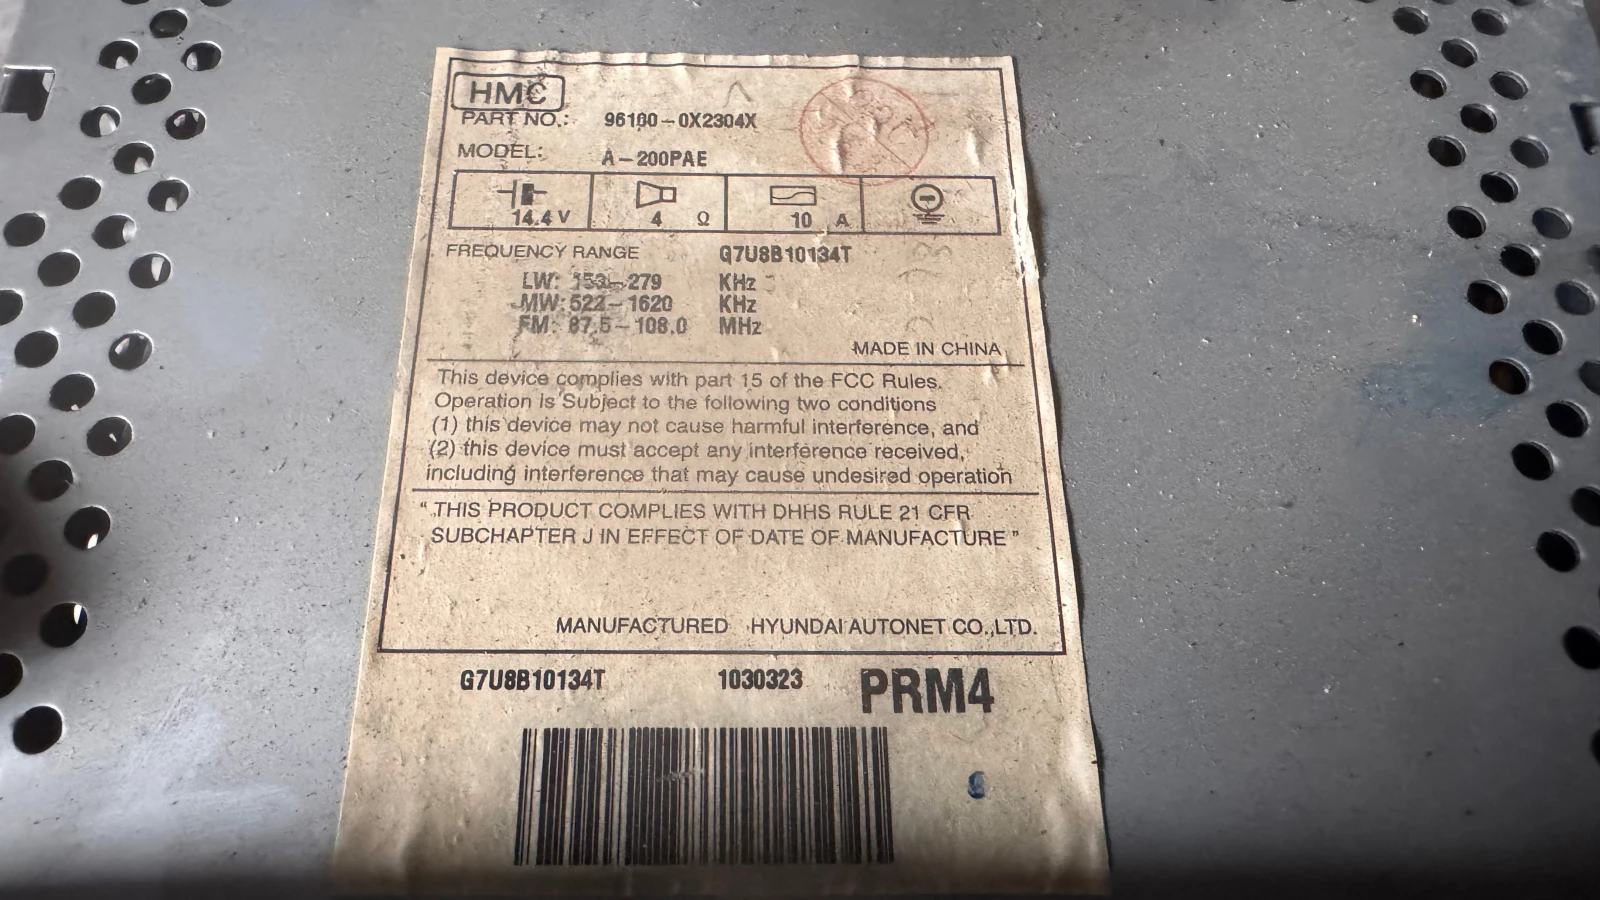 HMC
PART NO.: 96180-0X2304X
MODEL: A-200PAE
14.4 V 4 Ω 10 A
FREQUENCY RANGE G7U8B10134T
LW: 153-279 KHz
MW: 522-1620 KHz
FM: 87.5-108.0 MHz
MADE IN CHINA
This device complies with part 15 of the FCC Rules.
Operation is Subject to the following two conditions
(1) this device may not cause harmful interference, and
(2) this device must accept any interference received,
including interference that may cause undesired operation
“ THIS PRODUCT COMPLIES WITH DHHS RULE 21 CFR
SUBCHAPTER J IN EFFECT OF DATE OF MANUFACTURE ”
MANUFACTURED HYUNDAI AUTONET CO.,LTD.
G7U8B10134T 1030323 PRM4